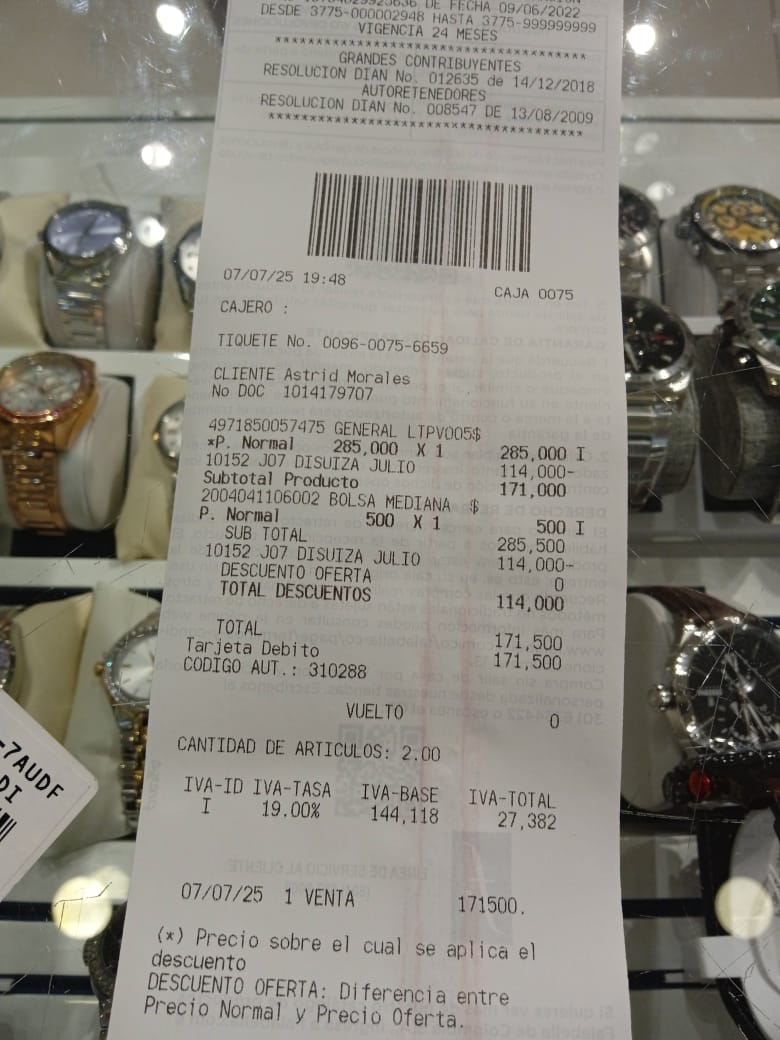 DE FECHA 09/06/2022
DESDE 3775-000002948 HASTA 3775-999999999
VIGENCIA 24 MESES
****************************************
GRANDES CONTRIBUYENTES
RESOLUCION DIAN No. 012635 de 14/12/2018
AUTORETENEDORES
RESOLUCION DIAN No. 008547 DE 13/08/2009
****************************************
07/07/25 19:48
CAJA 0075
CAJERO :
TIQUETE No. 0096-0075-6659
CLIENTE Astrid Morales
No DOC 1014179707
4971850057475 GENERAL LTPV005$
*P. Normal 285,000 X 1 285,000 I
10152 J07 DISUIZA JULIO 114,000-
Subtotal Producto 171,000
2004041106002 BOLSA MEDIANA $
P. Normal 500 X 1 500 I
SUB TOTAL 285,500
10152 J07 DISUIZA JULIO 114,000-
DESCUENTO OFERTA 0
TOTAL DESCUENTOS 114,000
TOTAL 171,500
Tarjeta Debito 171,500
CODIGO AUT.: 310288
VUELTO 0
CANTIDAD DE ARTICULOS: 2.00
IVA-ID IVA-TASA IVA-BASE IVA-TOTAL
I 19.00% 144,118 27,382
07/07/25 1 VENTA 171500.
(*) Precio sobre el cual se aplica el
descuento
DESCUENTO OFERTA: Diferencia entre
Precio Normal y Precio Oferta.
-7AUDF
DI